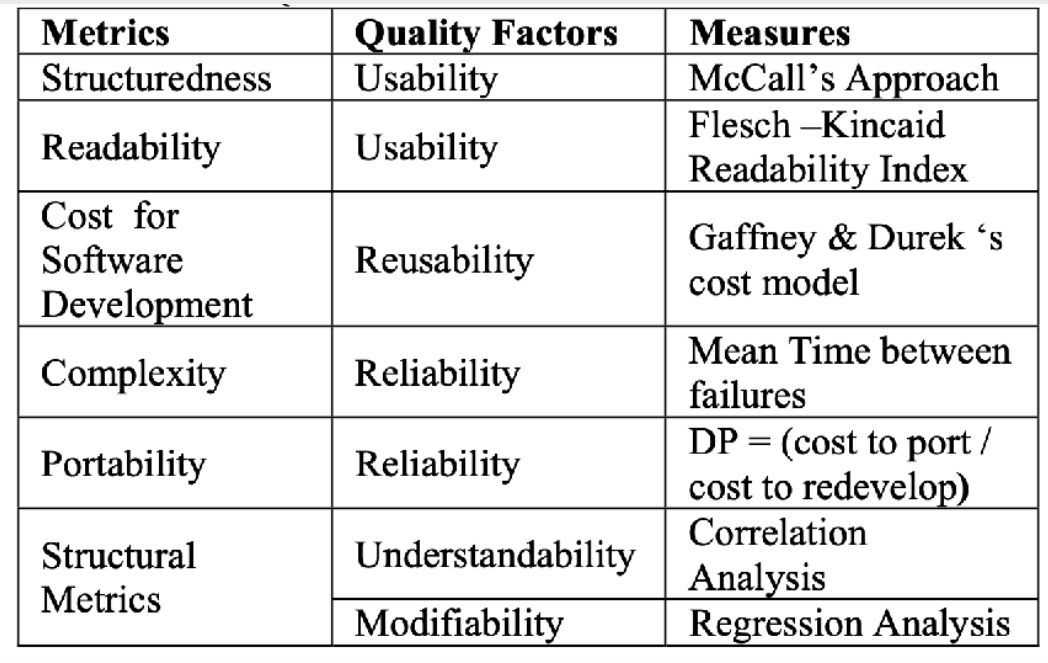 Metrics Quality Factors Measures
Structuredness Usability McCall's Approach
Readability Usability Flesch –Kincaid
Readability Index
Cost for
Software
Development Reusability Gaffney & Durek 's
cost model
Complexity Reliability Mean Time between
failures
Portability Reliability DP = (cost to port /
cost to redevelop)
Structural
Metrics Understandability Correlation
Analysis
Modifiability Regression Analysis